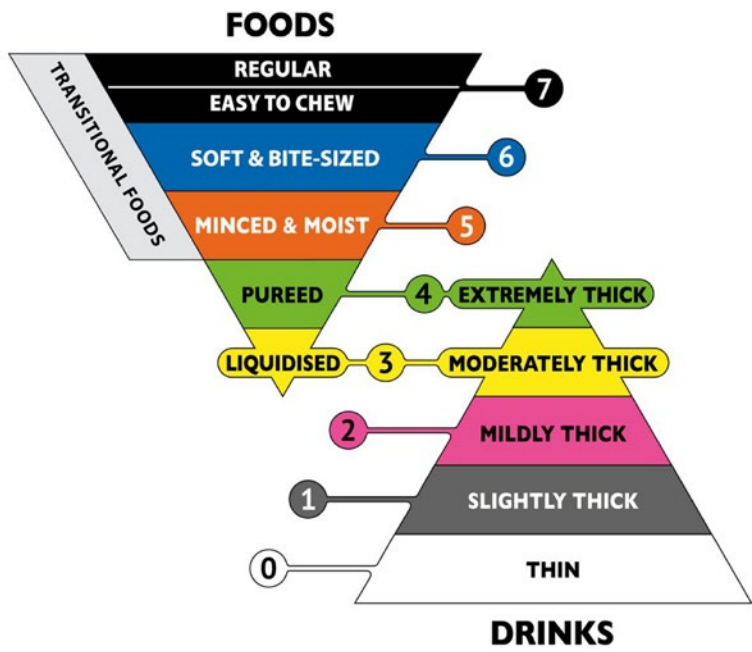 FOODS
TRANSITIONAL FOODS
REGULAR
EASY TO CHEW
7
SOFT & BITE-SIZED
6
MINCED & MOIST
5
PUREED
4
EXTREMELY THICK
LIQUIDISED
3
MODERATELY THICK
2
MILDLY THICK
1
SLIGHTLY THICK
0
THIN
DRINKS